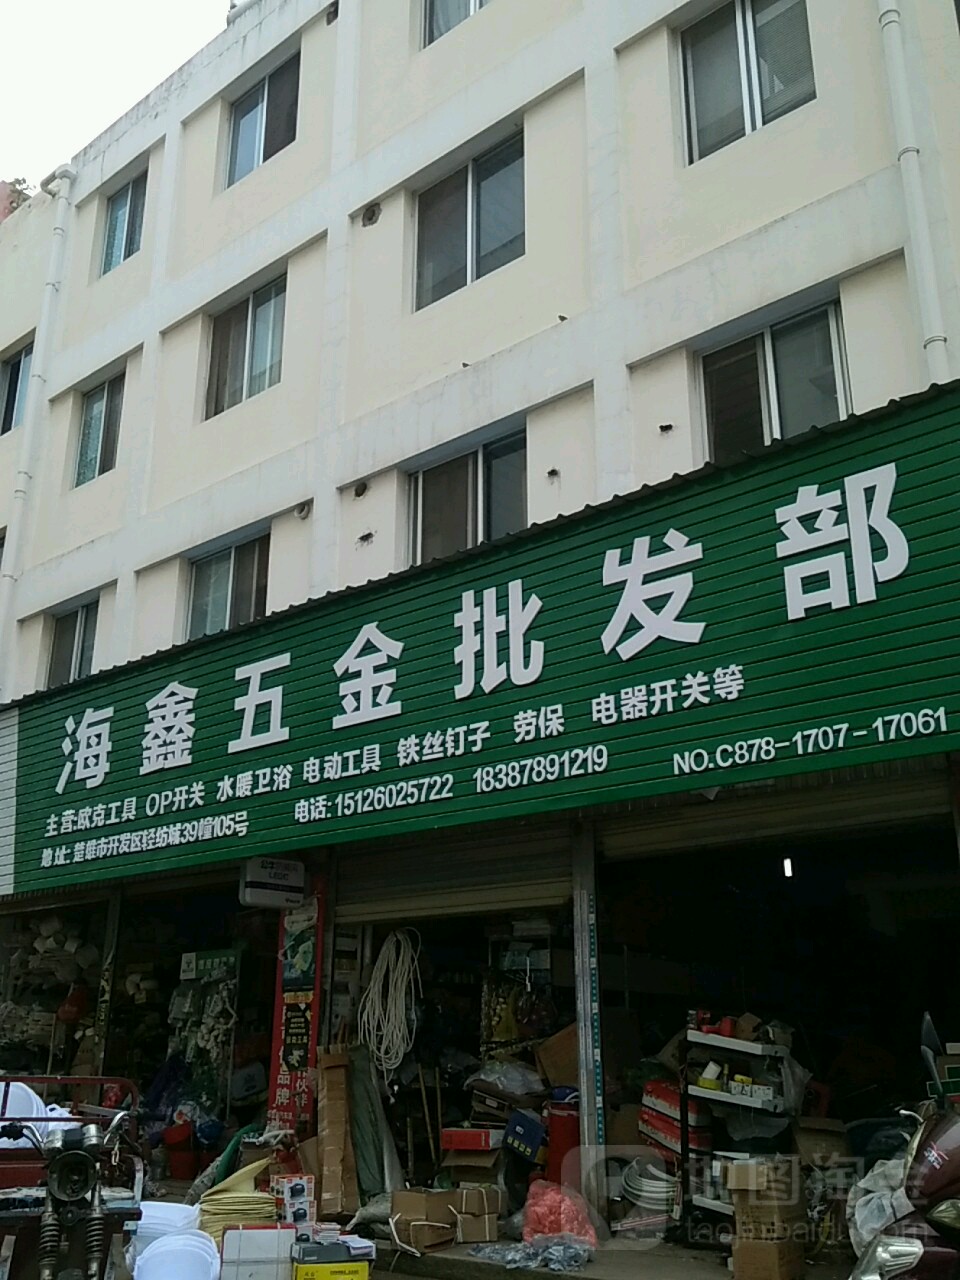 海鑫五金批发部
主营:欧克工具 OP开关 水暖卫浴 电动工具 铁丝钉子 劳保 电器开关等
地址: 楚雄市开发区轻纺城39幢105号 电话: 15126025722 18387891219 NO.C878-1707-17061